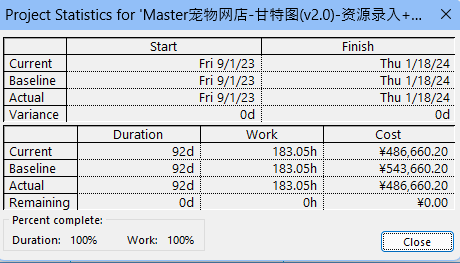 Project Statistics for 'Master宠物网店-甘特图(v2.0)-资源录入+...
Start Finish
Current Fri 9/1/23 Thu 1/18/24
Baseline Fri 9/1/23 Thu 1/18/24
Actual Fri 9/1/23 Thu 1/18/24
Variance 0d 0d
Duration Work Cost
Current 92d 183.05h ¥486,660.20
Baseline 92d 183.05h ¥543,660.20
Actual 92d 183.05h ¥486,660.20
Remaining 0d 0h ¥0.00
Percent complete:
Duration: 100% Work: 100%
Close